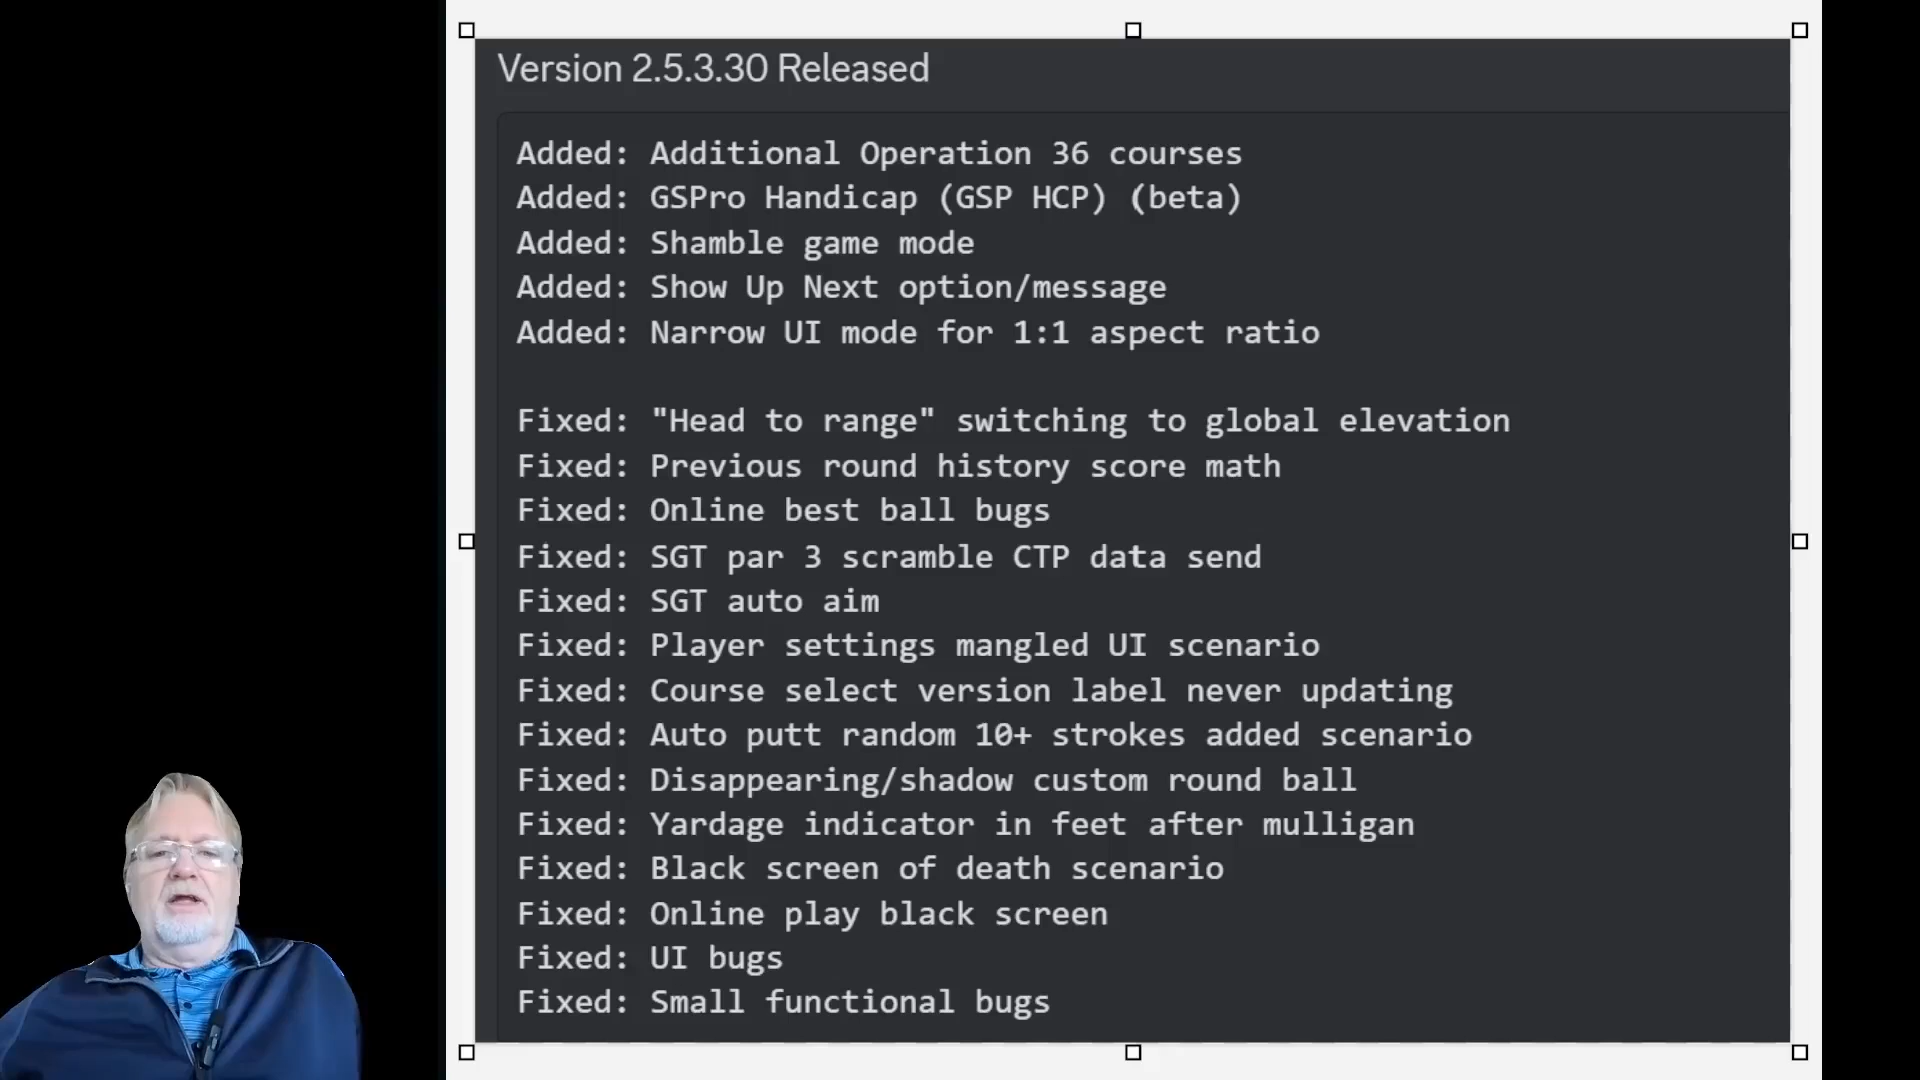 Version 2.5.3.30 Released
Added: Additional Operation 36 courses
Added: GSPro Handicap (GSP HCP) (beta)
Added: Shamble game mode
Added: Show Up Next option/message
Added: Narrow UI mode for 1:1 aspect ratio
Fixed: "Head to range" switching to global elevation
Fixed: Previous round history score math
Fixed: Online best ball bugs
Fixed: SGT par 3 scramble CTP data send
Fixed: SGT auto aim
Fixed: Player settings mangled UI scenario
Fixed: Course select version label never updating
Fixed: Auto putt random 10+ strokes added scenario
Fixed: Disappearing/shadow custom round ball
Fixed: Yardage indicator in feet after mulligan
Fixed: Black screen of death scenario
Fixed: Online play black screen
Fixed: UI bugs
Fixed: Small functional bugs